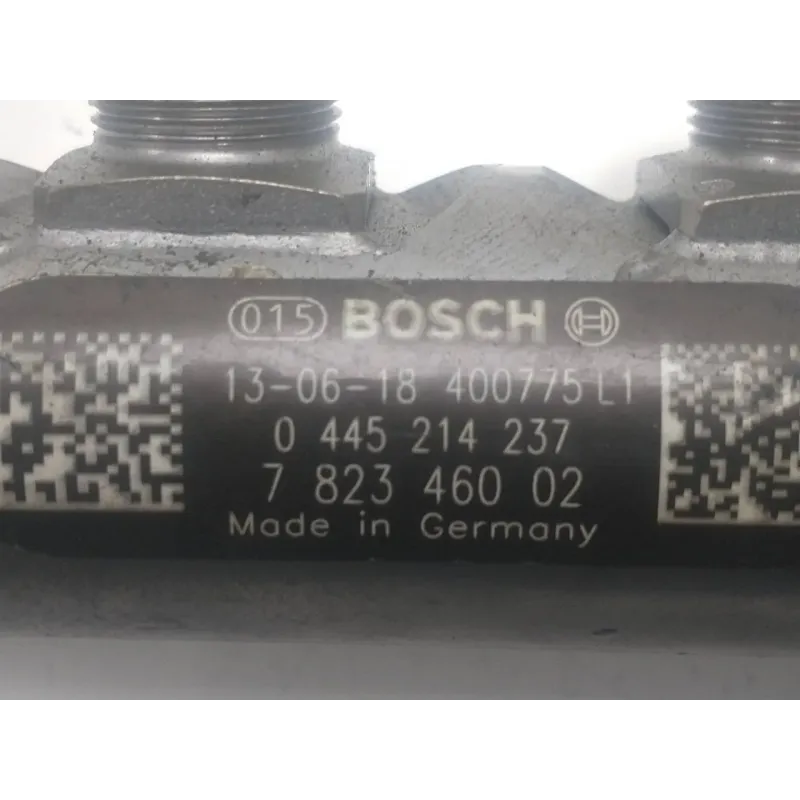 015 BOSCH
13-06-18 400775 L1
0 445 214 237
7 823 460 02
Made in Germany